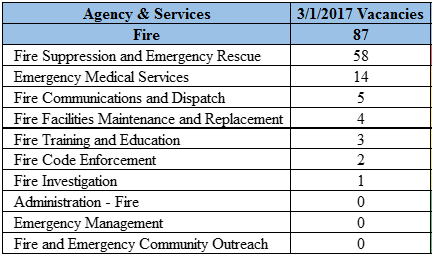 Agency & Services 3/1/2017 Vacancies
Fire 87
Fire Suppression and Emergency Rescue 58
Emergency Medical Services 14
Fire Communications and Dispatch 5
Fire Facilities Maintenance and Replacement 4
Fire Training and Education 3
Fire Code Enforcement 2
Fire Investigation 1
Administration - Fire 0
Emergency Management 0
Fire and Emergency Community Outreach 0